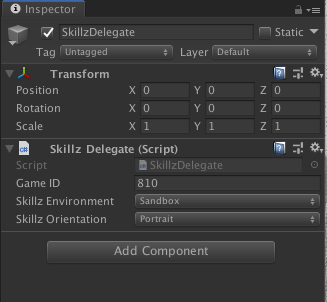 Inspector
SkillzDelegate Static
Tag Untagged Layer Default
Transform
Position X 0 Y 0 Z 0
Rotation X 0 Y 0 Z 0
Scale X 1 Y 1 Z 1
Skillz Delegate (Script)
Script SkillzDelegate
Game ID 810
Skillz Environment Sandbox
Skillz Orientation Portrait
Add Component